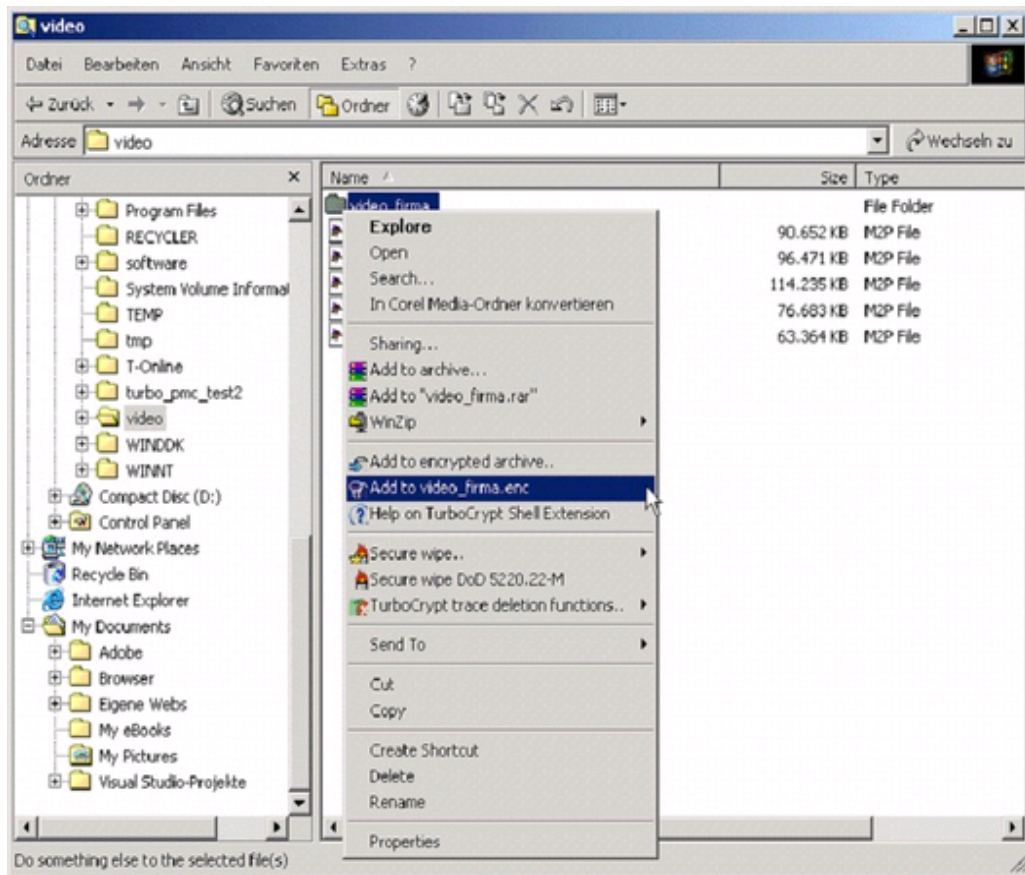 video
Datei Bearbeiten Ansicht Favoriten Extras ?
Zurück Suchen Ordner
Adresse video Wechseln zu
Ordner
Program Files
RECYCLER
software
System Volume Informat
TEMP
tmp
T-Online
turbo_pmc_test2
video
WINDDK
WINNT
Compact Disc (D:)
Control Panel
My Network Places
Recycle Bin
Internet Explorer
My Documents
Adobe
Browser
Eigene Webs
My eBooks
My Pictures
Visual Studio-Projekte
Name Size Type
video_firma File Folder
90.652 KB M2P File
96.471 KB M2P File
114.235 KB M2P File
76.683 KB M2P File
63.364 KB M2P File
Explore
Open
Search...
In Corel Media-Ordner konvertieren
Sharing...
Add to archive...
Add to "video_firma.rar"
WinZip
Add to encrypted archive..
Add to video_firma.enc
Help on TurboCrypt Shell Extension
Secure wipe..
Secure wipe DoD 5220.22-M
TurboCrypt trace deletion functions..
Send To
Cut
Copy
Create Shortcut
Delete
Rename
Properties
Do something else to the selected file(s)